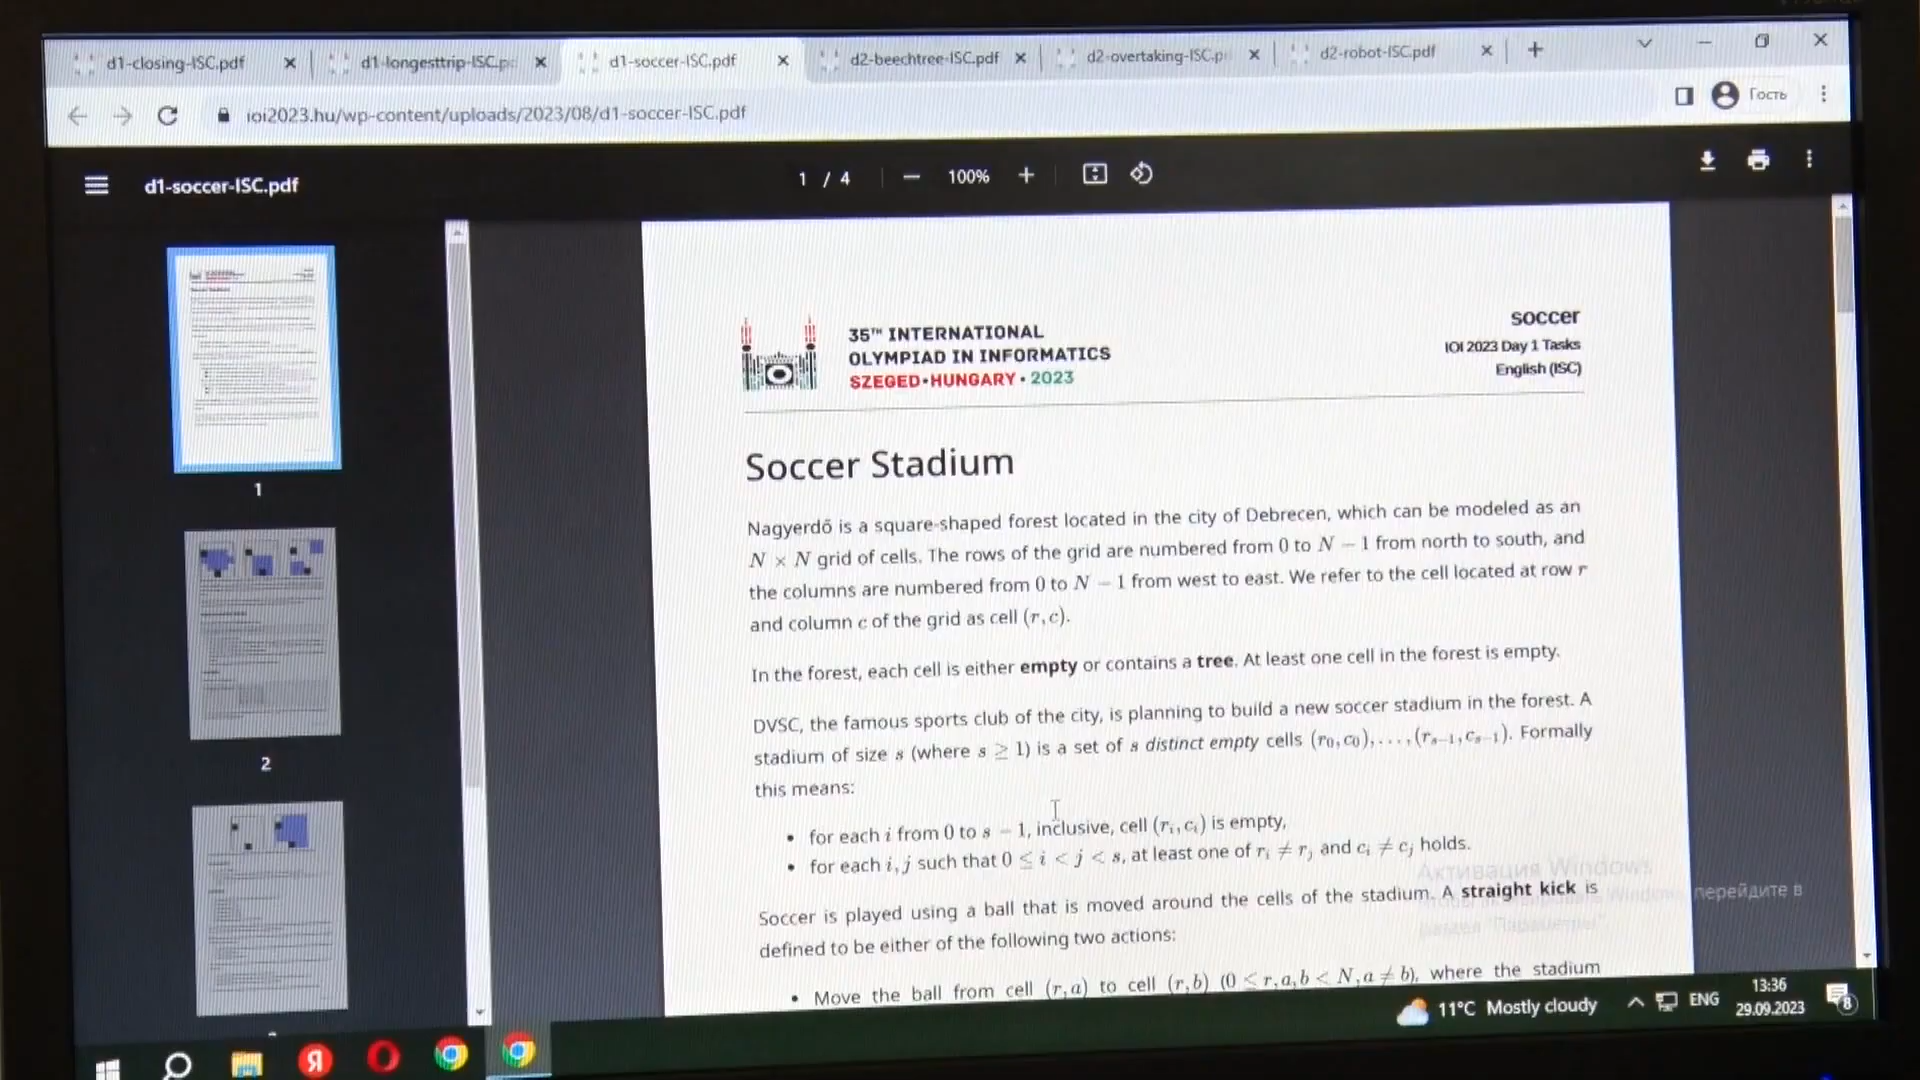 d1-closing-ISC.pdf
d1-longesttrip-ISC.p
d1-soccer-ISC.pdf
d2-beechtree-ISC.pdf
d2-overtaking-ISC.p
d2-robot-ISC.pdf
ioi2023.hu/wp-content/uploads/2023/08/d1-soccer-ISC.pdf
Гость
d1-soccer-ISC.pdf
1 / 4
100%
1
2
35™ INTERNATIONAL
OLYMPIAD IN INFORMATICS
SZEGED•HUNGARY • 2023
soccer
IOI 2023 Day 1 Tasks
English (ISC)
Soccer Stadium
Nagyerdő is a square-shaped forest located in the city of Debrecen, which can be modeled as an
N × N grid of cells. The rows of the grid are numbered from 0 to N − 1 from north to south, and
the columns are numbered from 0 to N − 1 from west to east. We refer to the cell located at row r
and column c of the grid as cell (r, c).
In the forest, each cell is either empty or contains a tree. At least one cell in the forest is empty.
DVSC, the famous sports club of the city, is planning to build a new soccer stadium in the forest. A
stadium of size s (where s ≥ 1) is a set of s distinct empty cells (r₀, c₀), . . . , (rₛ₋₁, cₛ₋₁). Formally
this means:
• for each i from 0 to s − 1, inclusive, cell (rᵢ, cᵢ) is empty,
• for each i, j such that 0 ≤ i < j < s, at least one of rᵢ ≠ rⱼ and cᵢ ≠ cⱼ holds.
Активация Windows
Soccer is played using a ball that is moved around the cells of the stadium. A straight kick is
Windows, перейдите в
defined to be either of the following two actions:
раздел "Параметры".
• Move the ball from cell (r, a) to cell (r, b) (0 ≤ r, a, b < N, a ≠ b), where the stadium
11°C Mostly cloudy
ENG
13:36
29.09.2023
8
Я